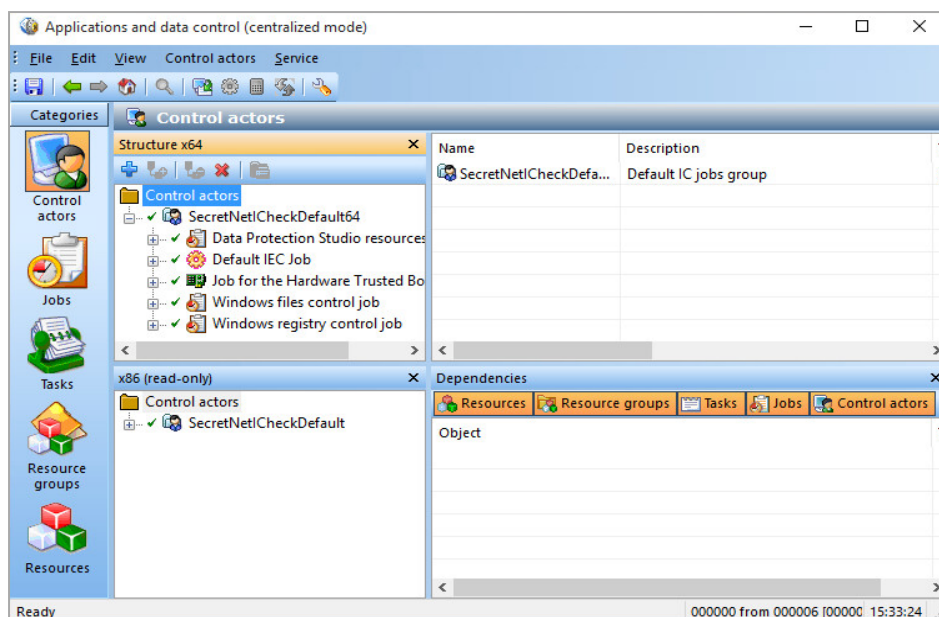 Applications and data control (centralized mode)
File Edit View Control actors Service
Categories
Control actors
Control
actors
Jobs
Tasks
Resource
groups
Resources
Structure x64
Control actors
SecretNetICheckDefault64
Data Protection Studio resources
Default IEC Job
Job for the Hardware Trusted Bo
Windows files control job
Windows registry control job
Name Description
SecretNetICheckDefa... Default IC jobs group
x86 (read-only)
Control actors
SecretNetICheckDefault
Dependencies
Resources Resource groups Tasks Jobs Control actors
Object
Ready 000000 from 000006 [00000 15:33:24